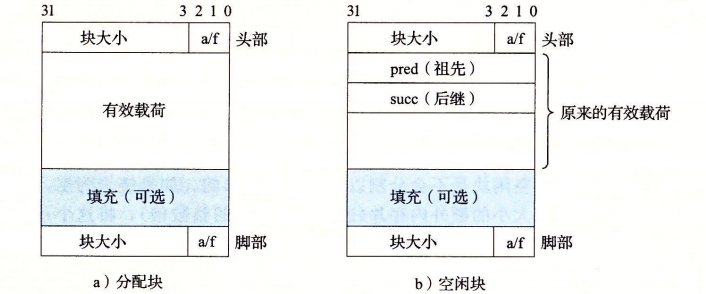 31 3 2 1 0
块大小 a/f 头部
有效载荷
填充（可选）
块大小 a/f 脚部
a）分配块
31 3 2 1 0
块大小 a/f 头部
pred（祖先）
succ（后继）
原来的有效载荷
填充（可选）
块大小 a/f 脚部
b）空闲块